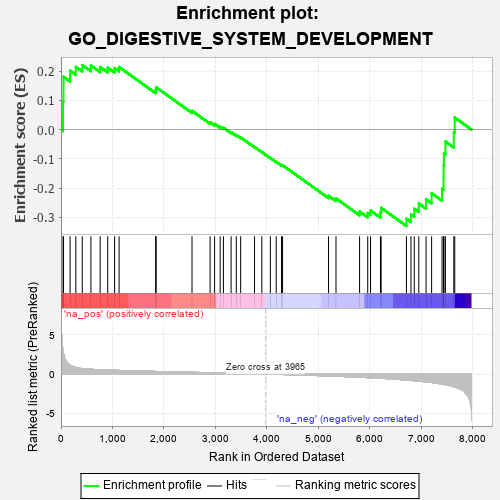 Enrichment plot:
GO_DIGESTIVE_SYSTEM_DEVELOPMENT
Enrichment score (ES)
0.2
0.1
0.0
-0.1
-0.2
-0.3
'na_pos' (positively correlated)
Ranked list metric (PreRanked)
5
0
-5
Zero cross at 3965
'na_neg' (negatively correlated)
0
1,000
2,000
3,000
4,000
5,000
6,000
7,000
8,000
Rank in Ordered Dataset
Enrichment profile
Hits
Ranking metric scores